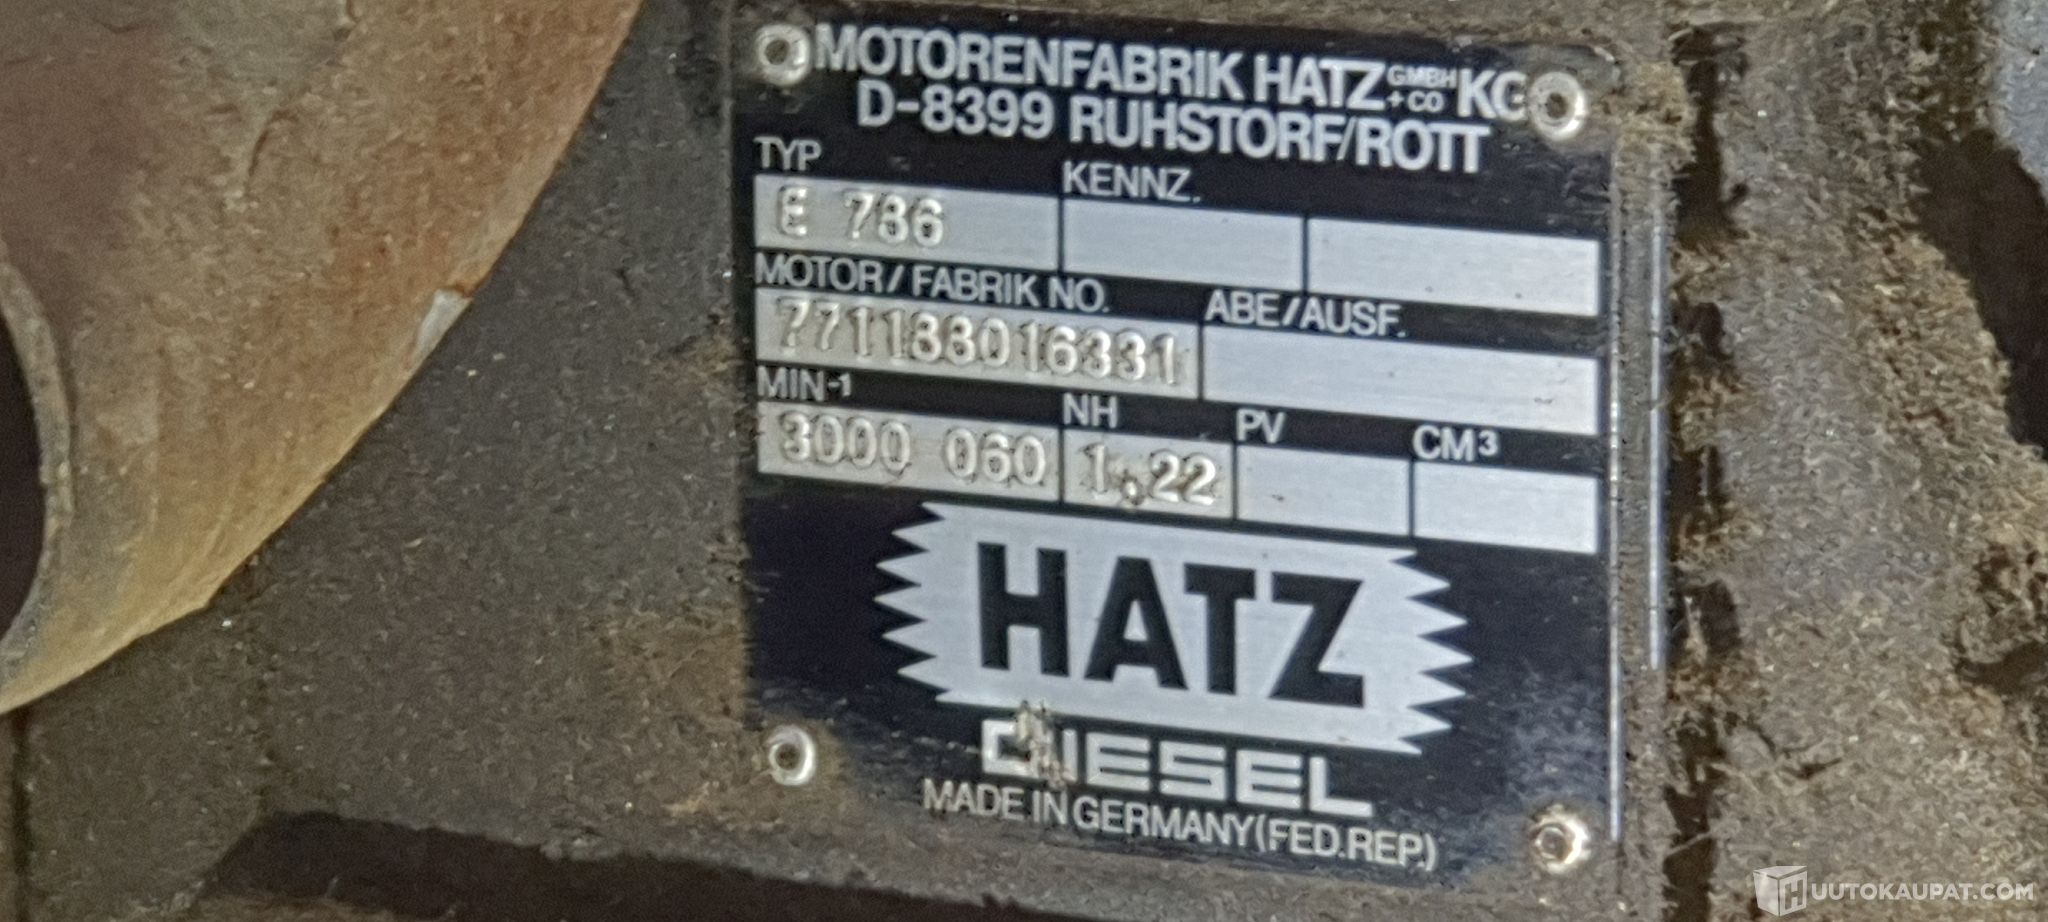 MOTORENFABRIK HATZ GMBH + CO KG
D-8399 RUHSTORF/ROTT
TYP KENNZ.
E 786
MOTOR/FABRIK NO. ABE/AUSF.
771188016331
MIN-1 NH PV CM3
3000 060 1,22
HATZ
DIESEL
MADE IN GERMANY (FED.REP.)
HUUTOKAUPAT.COM